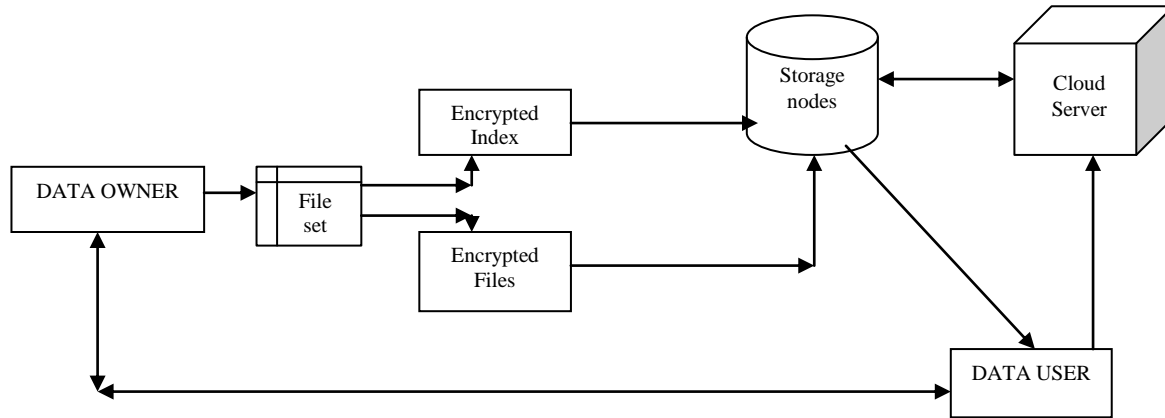 Storage
nodes
Cloud
Server
Encrypted
Index
DATA OWNER
File
set
Encrypted
Files
DATA USER